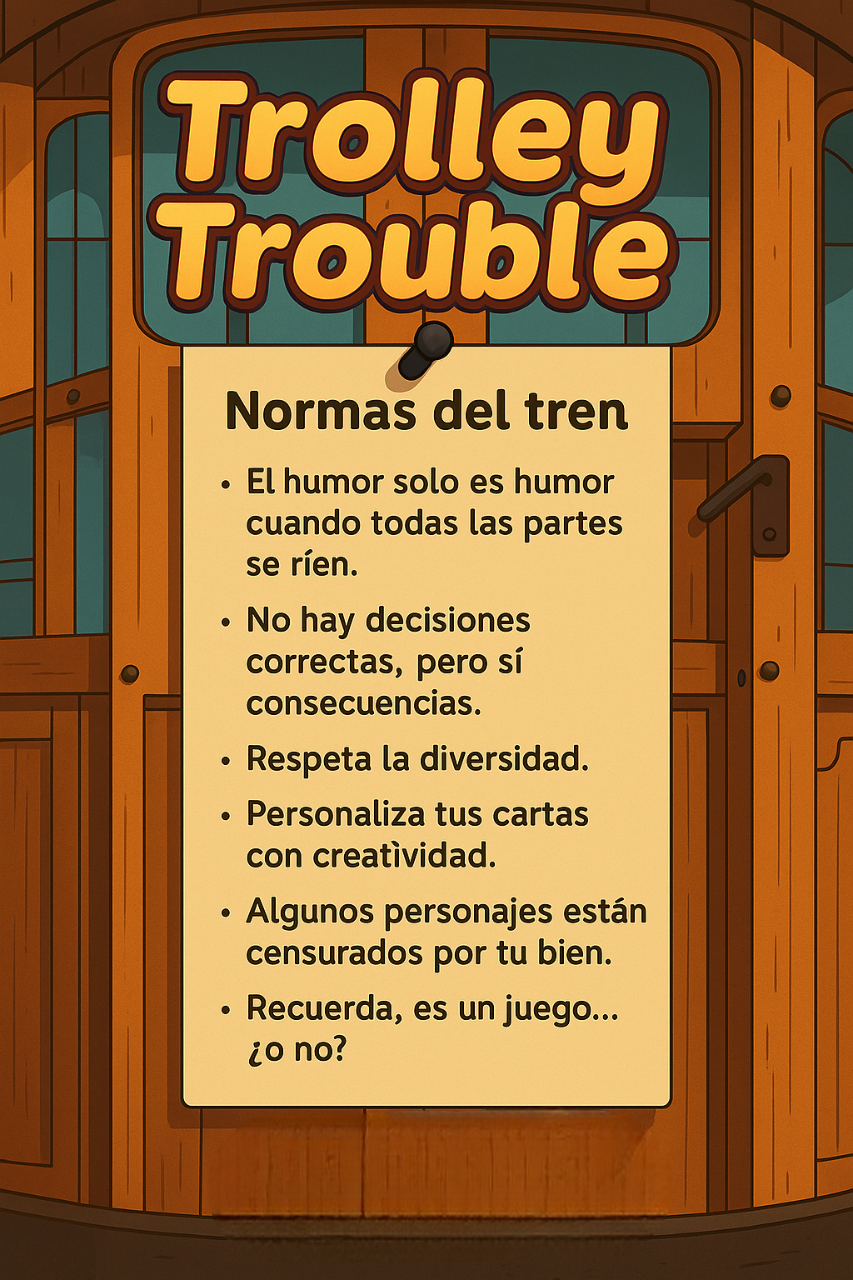 Trolley
Trouble
Normas del tren
• El humor solo es humor
cuando todas las partes
se ríen.
• No hay decisiones
correctas, pero sí
consecuencias.
• Respeta la diversidad.
• Personaliza tus cartas
con creatìvidad.
• Algunos personajes están
censurados por tu bien.
• Recuerda, es un juego...
¿o no?